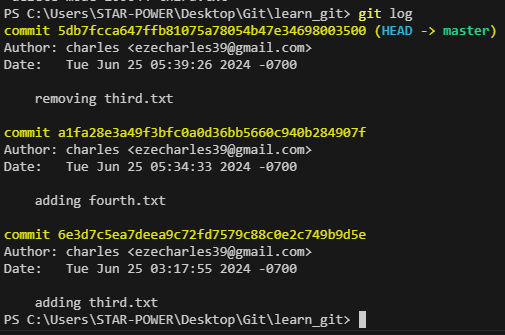 PS C:\Users\STAR-POWER\Desktop\Git\learn_git> git log
commit 5db7fcca647ffb81075a78054b47e34698003500 (HEAD -> master)
Author: charles <ezecharles39@gmail.com>
Date:   Tue Jun 25 05:39:26 2024 -0700
removing third.txt
commit a1fa28e3a49f3bfc0a0d36bb5660c940b284907f
Author: charles <ezecharles39@gmail.com>
Date:   Tue Jun 25 05:34:33 2024 -0700
adding fourth.txt
commit 6e3d7c5ea7deea9c72fd7579c88c0e2c749b9d5e
Author: charles <ezecharles39@gmail.com>
Date:   Tue Jun 25 03:17:55 2024 -0700
adding third.txt
PS C:\Users\STAR-POWER\Desktop\Git\learn_git>